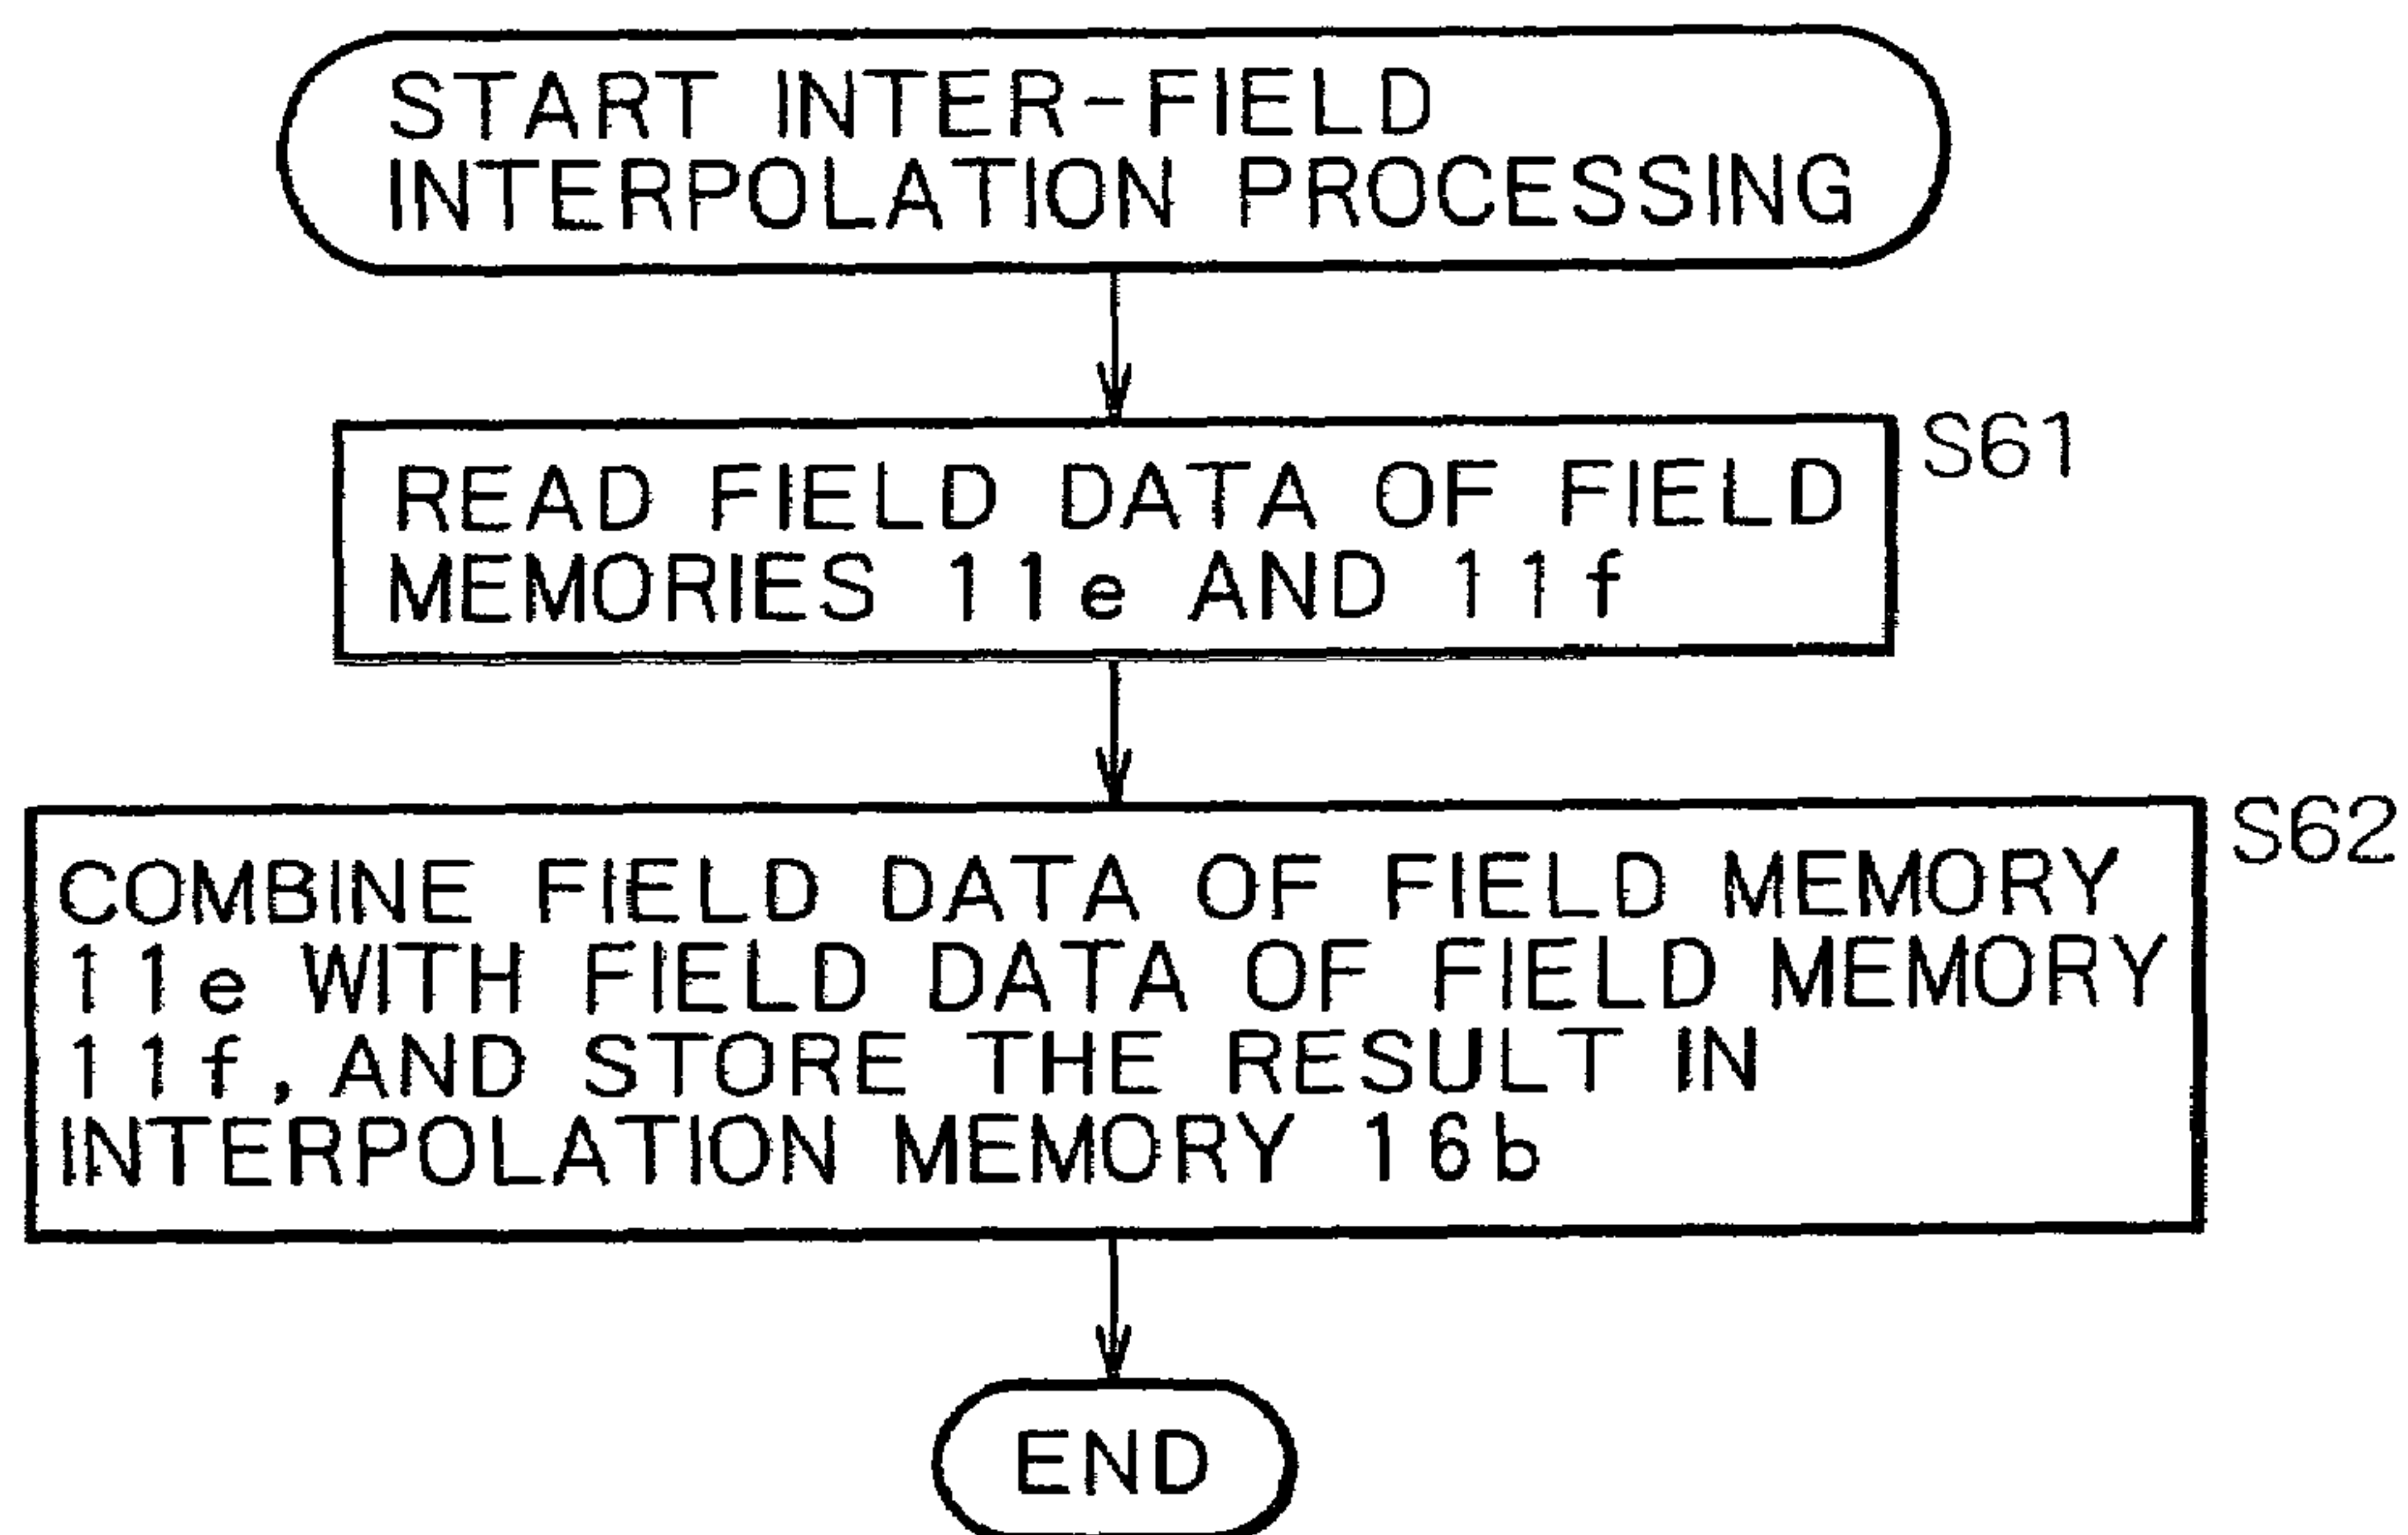 START INTER-FIELD
INTERPOLATION PROCESSING
S61
READ FIELD DATA OF FIELD
MEMORIES 11e AND 11f
S62
COMBINE FIELD DATA OF FIELD MEMORY
11e WITH FIELD DATA OF FIELD MEMORY
11f, AND STORE THE RESULT IN
INTERPOLATION MEMORY 16b
END